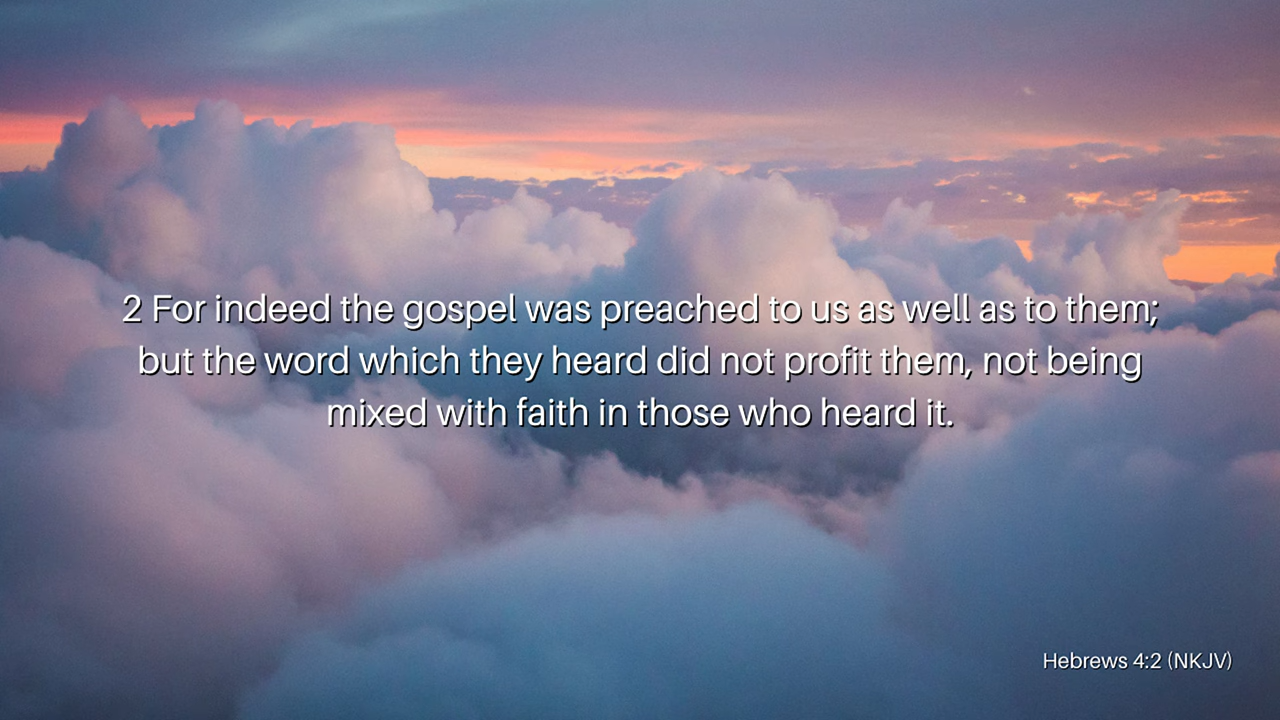 2 For indeed the gospel was preached to us as well as to them;
but the word which they heard did not profit them, not being
mixed with faith in those who heard it.
Hebrews 4:2 (NKJV)